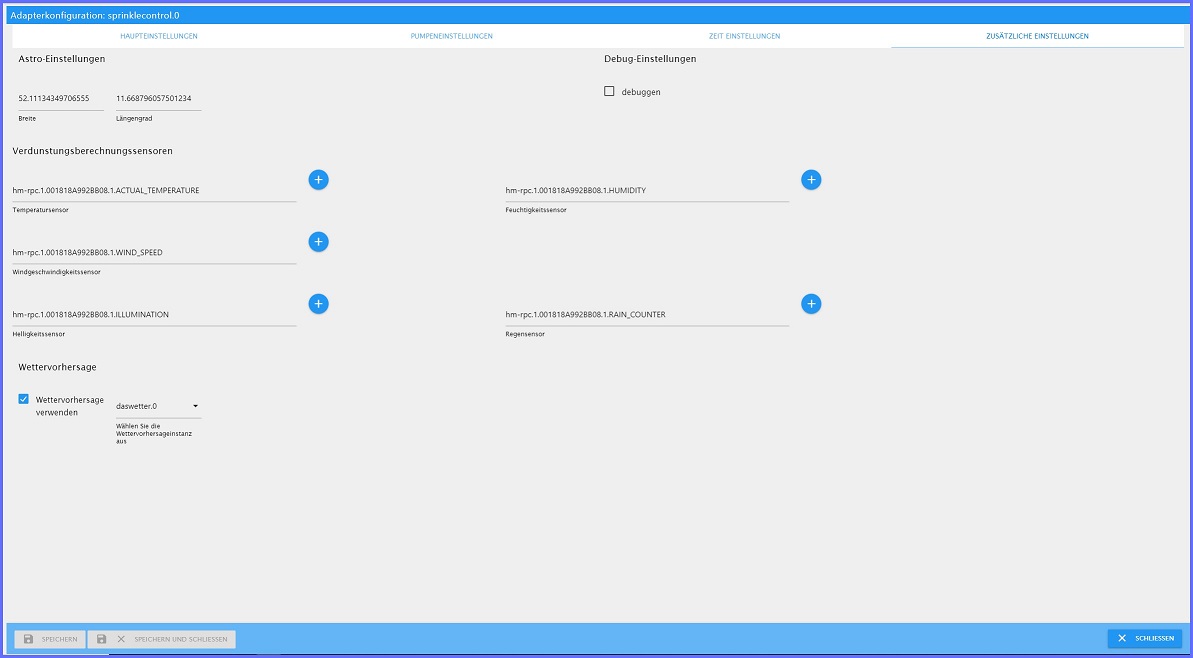 Adapterkonfiguration: sprinklecontrol.0
HAUPTEINSTELLUNGEN
PUMPENEINSTELLUNGEN
ZEIT EINSTELLUNGEN
ZUSÄTZLICHE EINSTELLUNGEN
Astro-Einstellungen
Debug-Einstellungen
debuggen
52.11134349706555
11.668796057501234
Breite
Längengrad
Verdunstungsberechnungssensoren
hm-rpc.1.001818A992BB08.1.ACTUAL_TEMPERATURE
hm-rpc.1.001818A992BB08.1.HUMIDITY
Temperatursensor
Feuchtigkeitssensor
hm-rpc.1.001818A992BB08.1.WIND_SPEED
Windgeschwindigkeitssensor
hm-rpc.1.001818A992BB08.1.ILLUMINATION
hm-rpc.1.001818A992BB08.1.RAIN_COUNTER
Helligkeitssensor
Regensensor
Wettervorhersage
Wettervorhersage
verwenden
daswetter.0
Wählen Sie die
Wettervorhersageinstanz
aus
SPEICHERN
SPEICHERN UND SCHLIESSEN
SCHLIESSEN